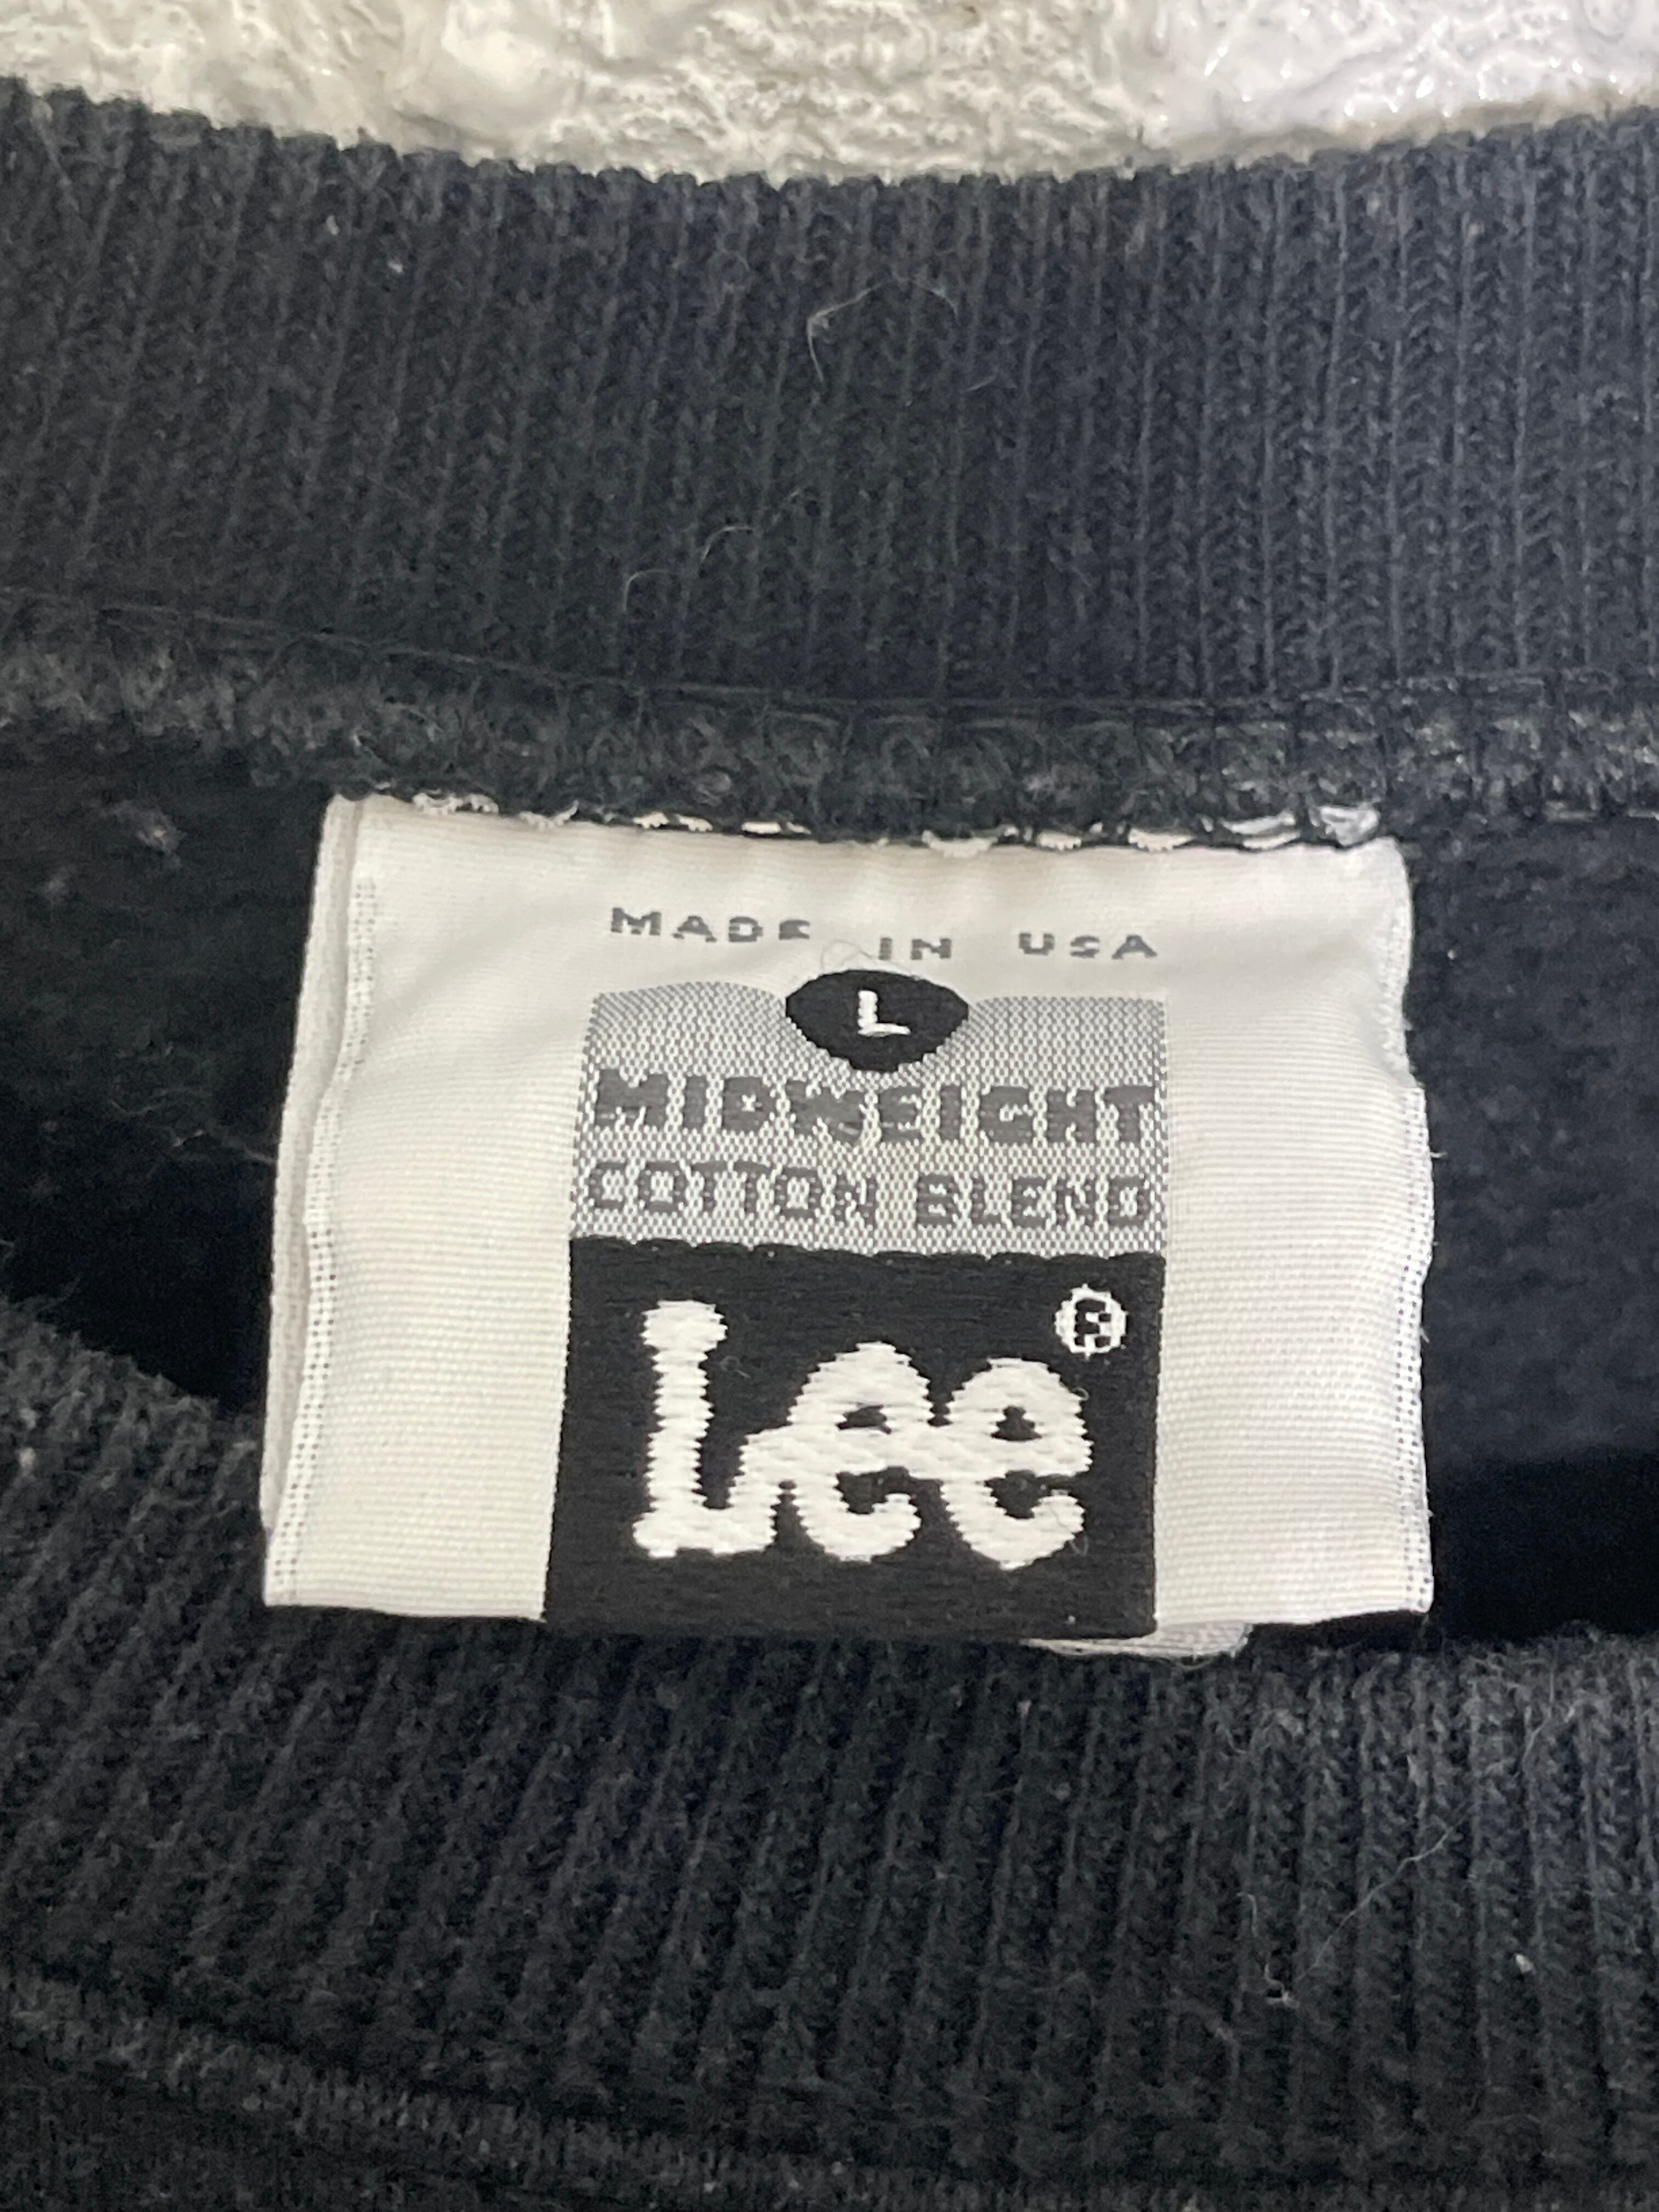 MADE IN USA
L
MIDWEIGHT
COTTON BLEND
Lee®